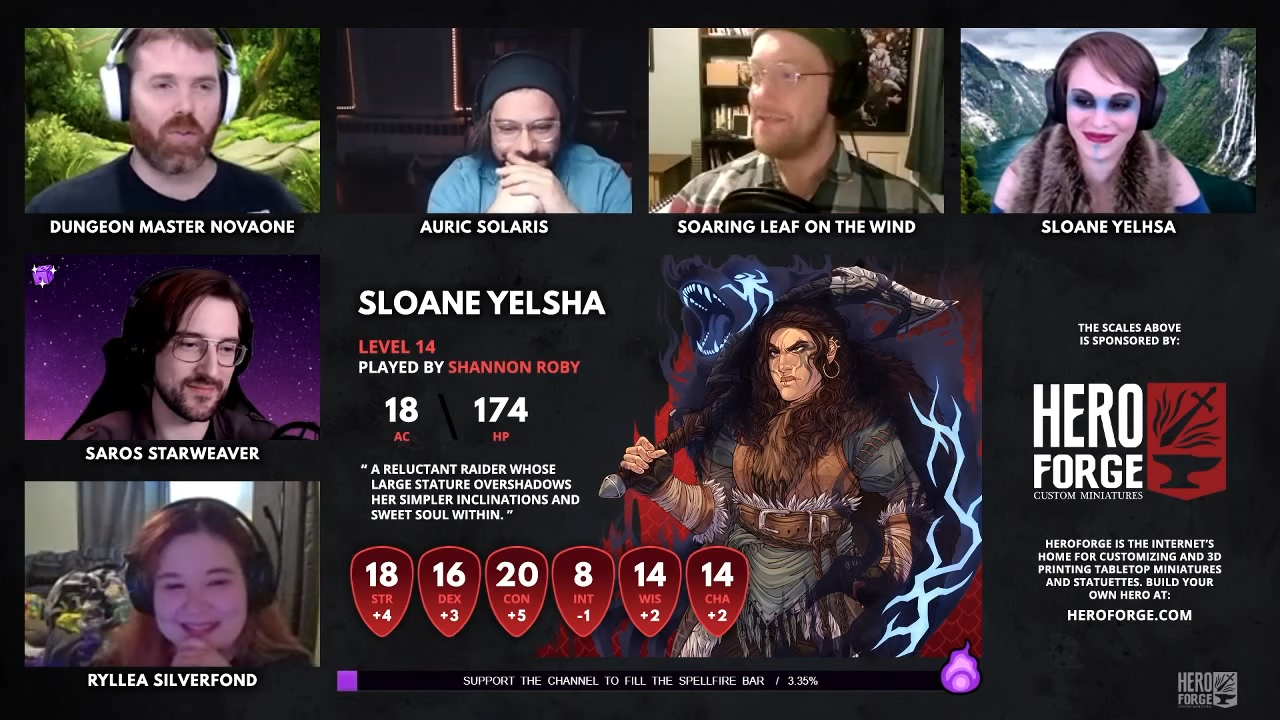 DUNGEON MASTER NOVAONE
AURIC SOLARIS
SOARING LEAF ON THE WIND
SLOANE YELHSA
SAROS STARWEAVER
RYLLEA SILVERFOND
SLOANE YELSHA
LEVEL 14
PLAYED BY SHANNON ROBY
18 174
AC HP
“ A RELUCTANT RAIDER WHOSE
LARGE STATURE OVERSHADOWS
HER SIMPLER INCLINATIONS AND
SWEET SOUL WITHIN. ”
18 16 20 8 14 14
STR DEX CON INT WIS CHA
+4 +3 +5 -1 +2 +2
SUPPORT THE CHANNEL TO FILL THE SPELLFIRE BAR / 3.35%
THE SCALES ABOVE
IS SPONSORED BY:
HERO
FORGE
CUSTOM MINIATURES
HEROFORGE IS THE INTERNET'S
HOME FOR CUSTOMIZING AND 3D
PRINTING TABLETOP MINIATURES
AND STATUETTES. BUILD YOUR
OWN HERO AT:
HEROFORGE.COM
HERO
FORGE